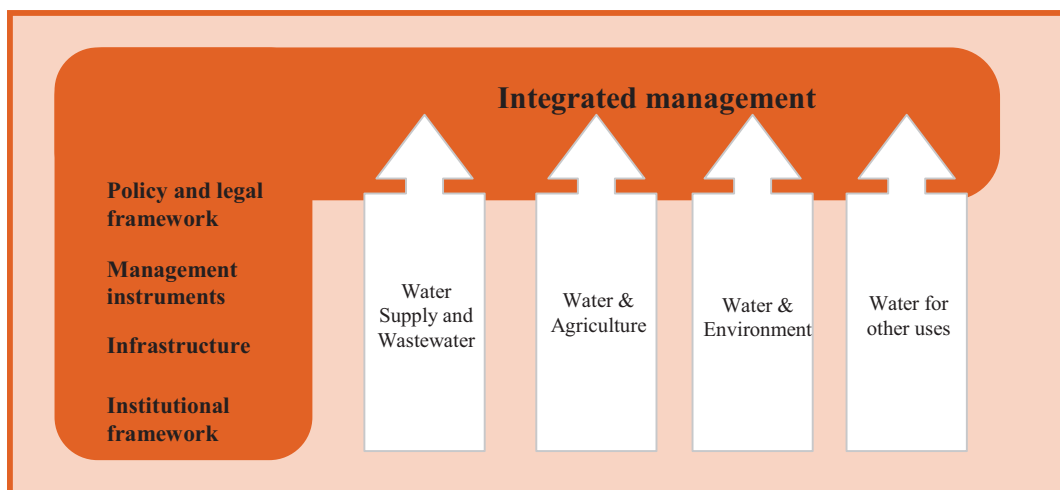 Integrated management
Policy and legal
framework
Management
instruments
Infrastructure
Institutional
framework
Water
Supply and
Wastewater
Water &
Agriculture
Water &
Environment
Water for
other uses